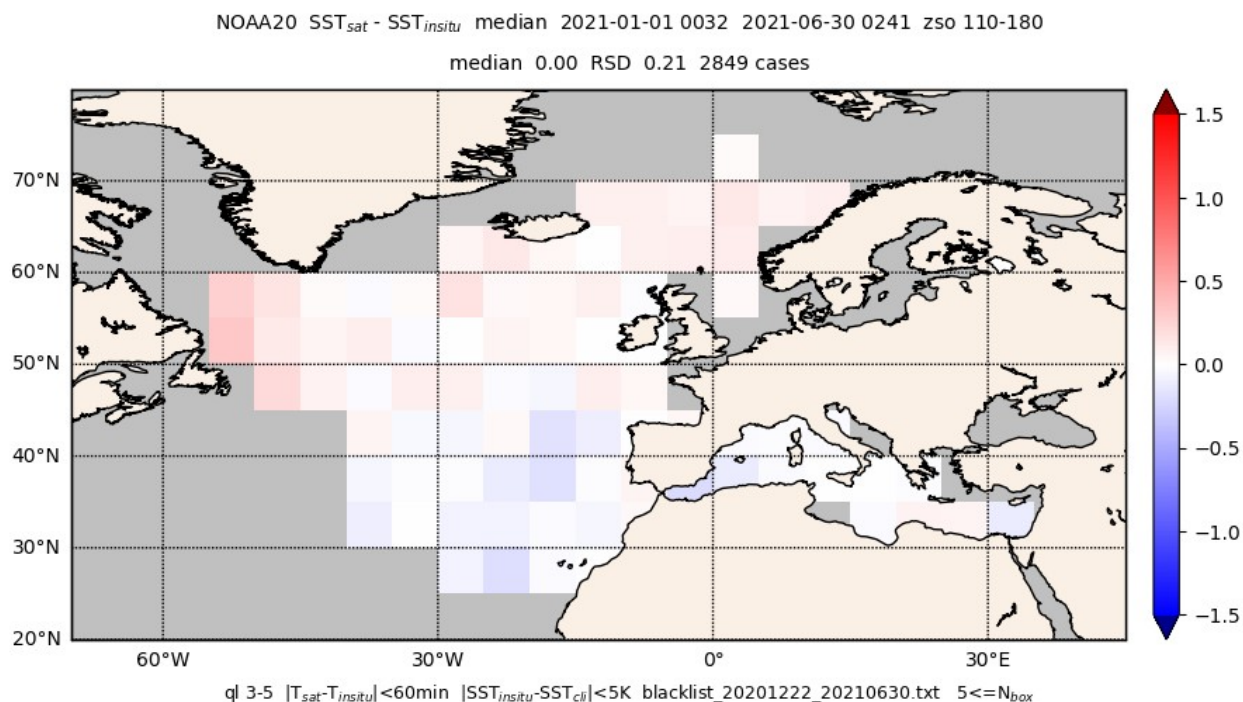 NOAA20 SST_sat - SST_insitu median 2021-01-01 0032 2021-06-30 0241 zso 110-180
median 0.00 RSD 0.21 2849 cases
70°N
60°N
50°N
40°N
30°N
20°N
60°W 30°W 0° 30°E
1.5
1.0
0.5
0.0
−0.5
−1.0
−1.5
ql 3-5 |T_sat-T_insitu|<60min |SST_insitu-SST_cli|<5K blacklist_20201222_20210630.txt 5<=N_box